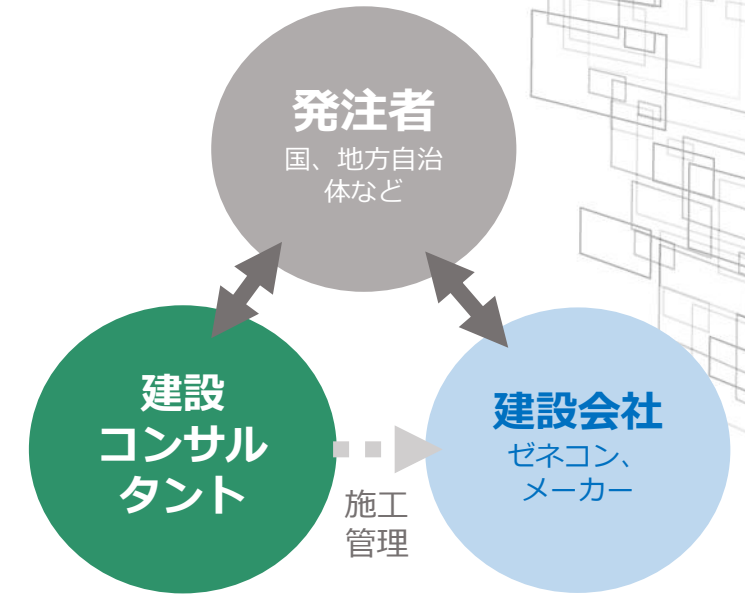 発注者
国、地方自治
体など
建設
コンサル
タント
施工
管理
建設会社
ゼネコン、
メーカー